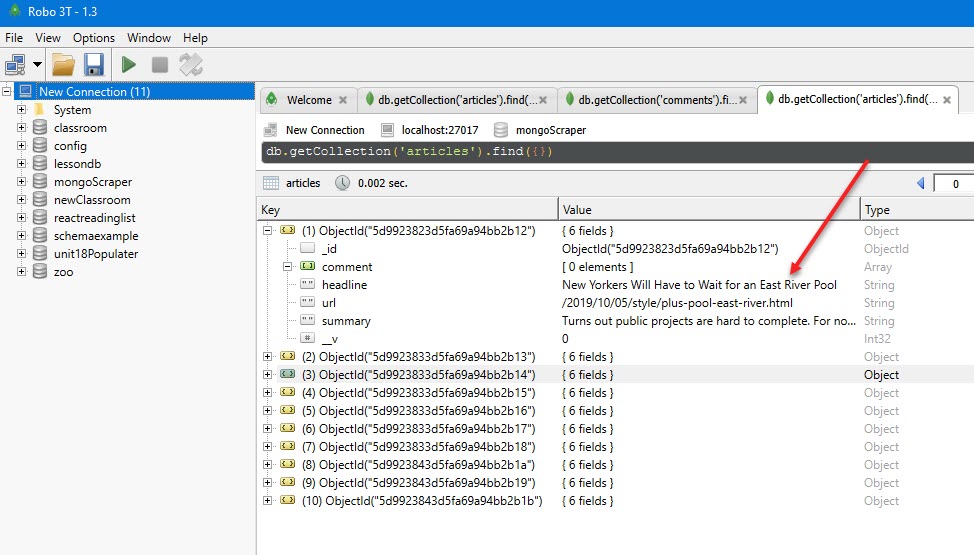 Robo 3T - 1.3
File View Options Window Help
New Connection (11)
System
classroom
config
lessondb
mongoScraper
newClassroom
reactreadinglist
schemaexample
unit18Populater
zoo
Welcome db.getCollection('articles').find(... db.getCollection('comments').fi... db.getCollection('articles').find(...
New Connection localhost:27017 mongoScraper
db.getCollection('articles').find({})
articles 0.002 sec. 0
Key Value Type
(1) ObjectId("5d9923823d5fa69a94bb2b12") { 6 fields } Object
_id ObjectId("5d9923823d5fa69a94bb2b12") ObjectId
comment [ 0 elements ] Array
"" headline New Yorkers Will Have to Wait for an East River Pool String
"" url /2019/10/05/style/plus-pool-east-river.html String
"" summary Turns out public projects are hard to complete. For no... String
# __v 0 Int32
(2) ObjectId("5d9923833d5fa69a94bb2b13") { 6 fields } Object
(3) ObjectId("5d9923833d5fa69a94bb2b14") { 6 fields } Object
(4) ObjectId("5d9923833d5fa69a94bb2b15") { 6 fields } Object
(5) ObjectId("5d9923833d5fa69a94bb2b16") { 6 fields } Object
(6) ObjectId("5d9923833d5fa69a94bb2b17") { 6 fields } Object
(7) ObjectId("5d9923833d5fa69a94bb2b18") { 6 fields } Object
(8) ObjectId("5d9923843d5fa69a94bb2b1a") { 6 fields } Object
(9) ObjectId("5d9923843d5fa69a94bb2b19") { 6 fields } Object
(10) ObjectId("5d9923843d5fa69a94bb2b1b") { 6 fields } Object